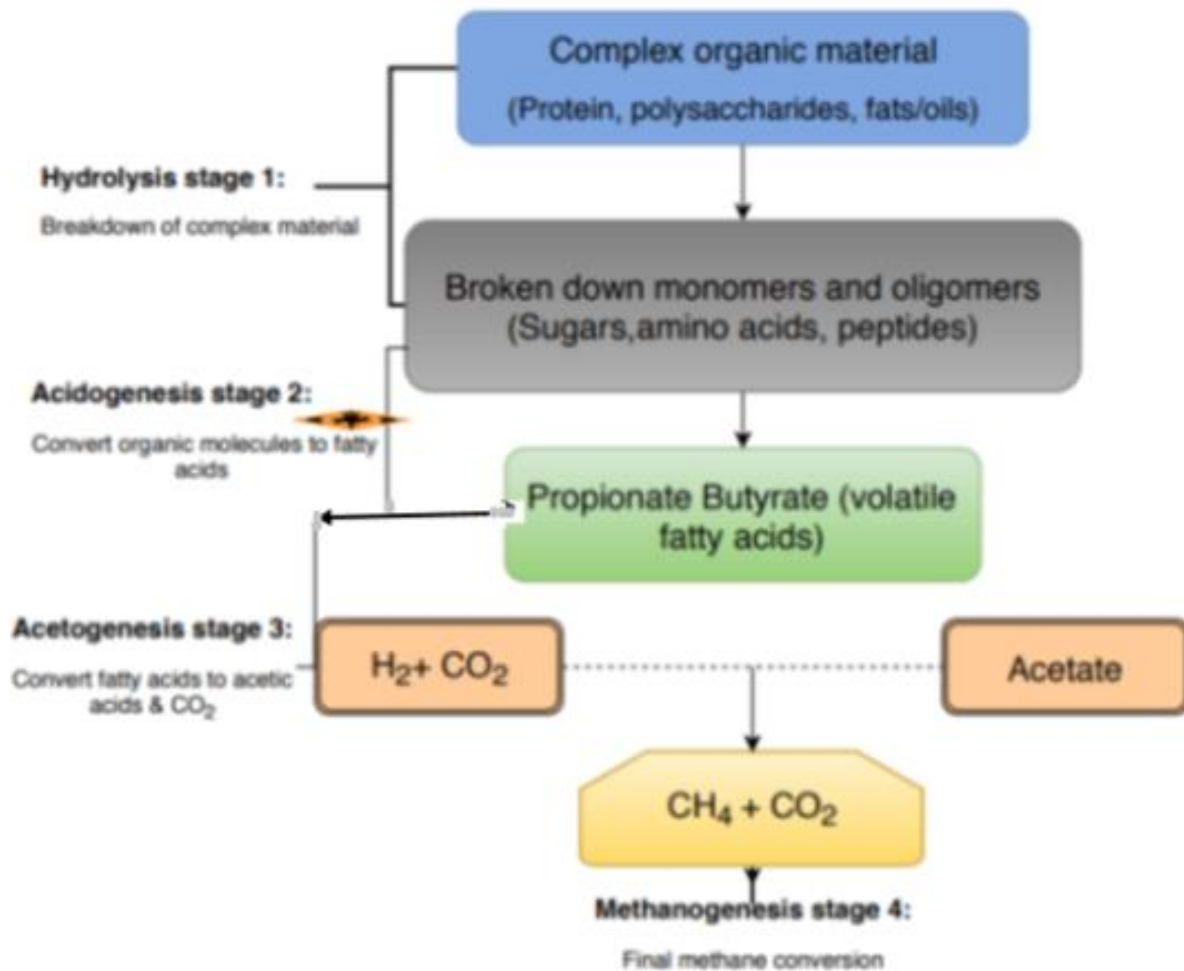 Complex organic material
(Protein, polysaccharides, fats/oils)
Hydrolysis stage 1:
Breakdown of complex material
Broken down monomers and oligomers
(Sugars,amino acids, peptides)
Acidogenesis stage 2:
Convert organic molecules to fatty
acids
Propionate Butyrate (volatile
fatty acids)
Acetogenesis stage 3:
Convert fatty acids to acetic
acids & CO₂
H₂+ CO₂
Acetate
CH₄ + CO₂
Methanogenesis stage 4:
Final methane conversion